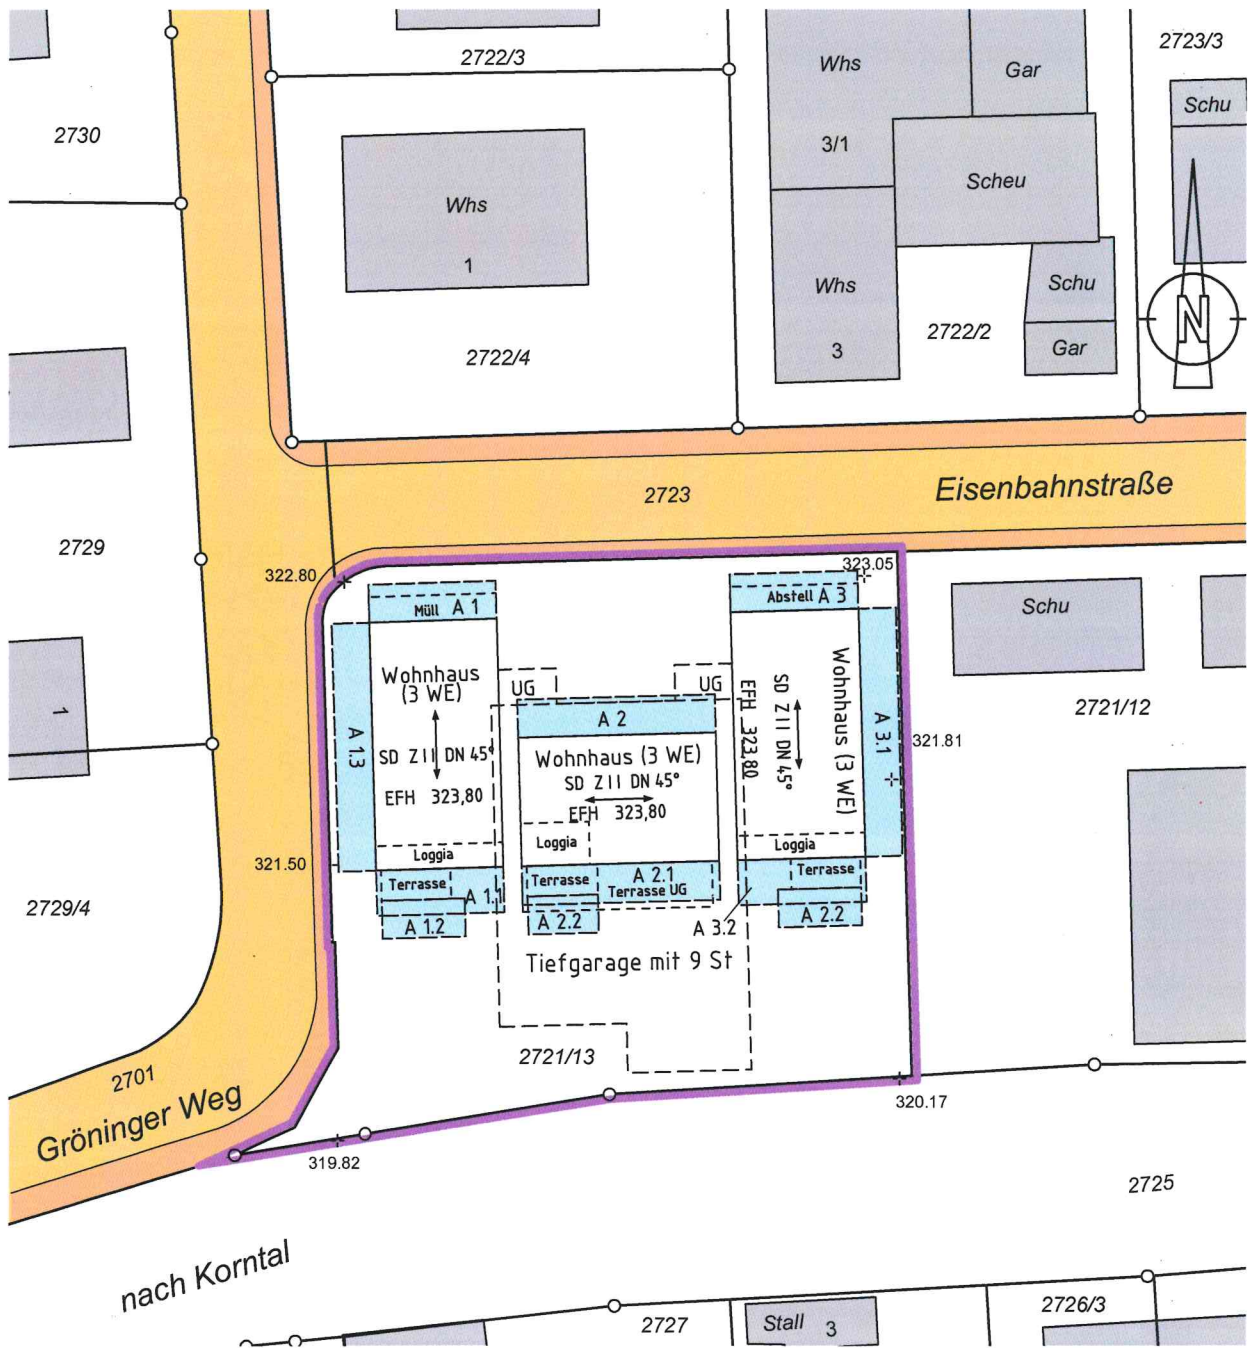 2722/3
2723/3
Whs
Gar
Schu
2730
3/1
Scheu
Whs
1
Whs
Schu
N
2722/4
3
2722/2
Gar
2723
Eisenbahnstraße
2729
322.80
323.05
Müll A 1
Abstell A 3
Schu
Wohnhaus
(3 WE)
UG
UG
A 2
1
A 1.3
SD Z II DN 45°
EFH 323,80
Wohnhaus (3 WE)
SD Z II DN 45°
EFH 323,80
EFH 323,80
SD Z II DN 45°
Wohnhaus (3 WE)
A 3.1
2721/12
321.81
Loggia
Loggia
Loggia
321.50
Terrasse
A 1.1
Terrasse
A 2.1
Terrasse UG
Terrasse
A 1.2
A 2.2
A 3.2
A 2.2
2729/4
Tiefgarage mit 9 St
2721/13
2701
Gröninger Weg
320.17
319.82
2725
nach Korntal
2726/3
2727
Stall 3